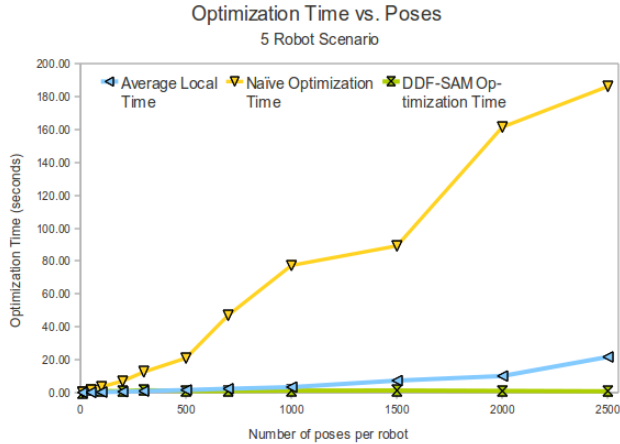 Optimization Time vs. Poses
5 Robot Scenario
200.00
180.00
160.00
140.00
120.00
100.00
80.00
60.00
40.00
20.00
0.00
Optimization Time (seconds)
Average Local
Time
Naïve Optimization
Time
DDF-SAM Op-
timization Time
0
500
1000
1500
2000
2500
Number of poses per robot